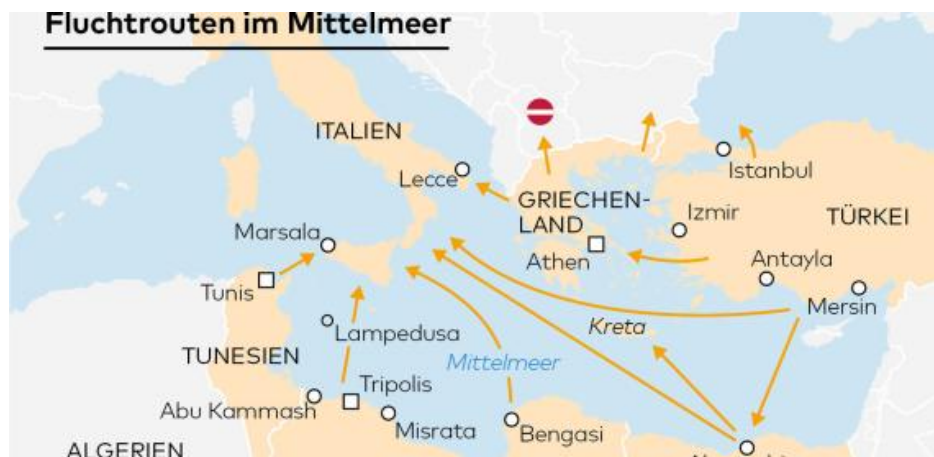 Fluchtrouten im Mittelmeer
ITALIEN
Lecce
Istanbul
GRIECHEN-
LAND
Izmir
TÜRKEI
Marsala
Athen
Antayla
Tunis
Mersin
Lampedusa
Kreta
TUNESIEN
Mittelmeer
Tripolis
Abu Kammash
Misrata
Bengasi
ALGERIEN